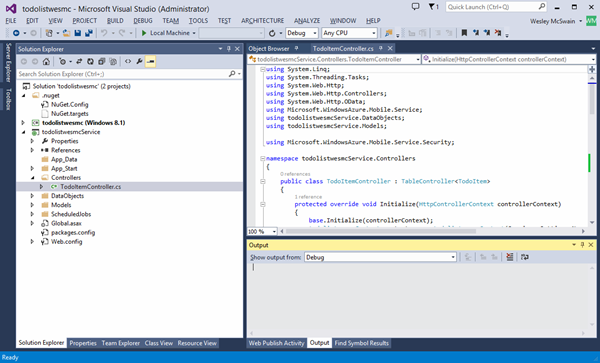 todolistwesmc - Microsoft Visual Studio (Administrator)
FILE EDIT VIEW PROJECT BUILD DEBUG TEAM TOOLS TEST ARCHITECTURE ANALYZE WINDOW HELP
Wesley McSwain WM
Local Machine Debug Any CPU
Server Explorer
Toolbox
Solution Explorer
Search Solution Explorer (Ctrl+;)
Solution 'todolistwesmc' (2 projects)
.nuget
NuGet.Config
NuGet.targets
todolistwesmc (Windows 8.1)
todolistwesmcService
Properties
References
App_Data
App_Start
Controllers
TodoItemController.cs
DataObjects
Models
ScheduledJobs
Global.asax
packages.config
Web.config
Solution Explorer Properties Team Explorer Class View Resource View
Object Browser TodoItemController.cs
todolistwesmcService.Controllers.TodoItemController Initialize(HttpControllerContext controllerContext)
using System.Linq;
using System.Threading.Tasks;
using System.Web.Http;
using System.Web.Http.Controllers;
using System.Web.Http.OData;
using Microsoft.WindowsAzure.Mobile.Service;
using todolistwesmcService.DataObjects;
using todolistwesmcService.Models;
using Microsoft.WindowsAzure.Mobile.Service.Security;
namespace todolistwesmcService.Controllers
{
0 references
public class TodoItemController : TableController<TodoItem>
{
1 reference
protected override void Initialize(HttpControllerContext controllerContext)
{
base.Initialize(controllerContext);
100 %
Output
Show output from: Debug
Web Publish Activity Output Find Symbol Results
Ready